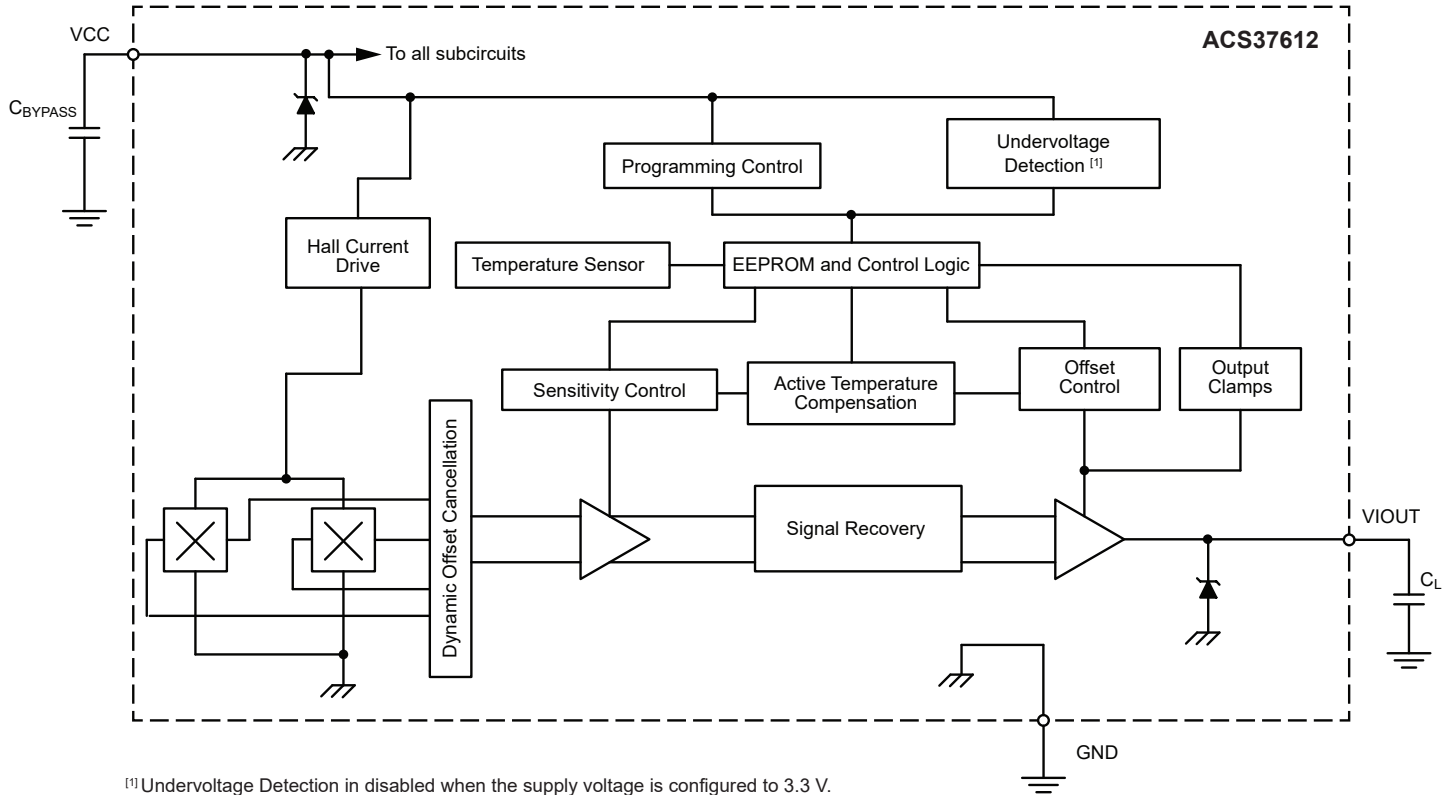 VCC
To all subcircuits
ACS37612
CBYPASS
Undervoltage
Detection [1]
Programming Control
Hall Current
Drive
Temperature Sensor
EEPROM and Control Logic
Sensitivity Control
Active Temperature
Compensation
Offset
Control
Output
Clamps
Dynamic Offset Cancellation
Signal Recovery
VIOUT
CL
GND
[1] Undervoltage Detection in disabled when the supply voltage is configured to 3.3 V.